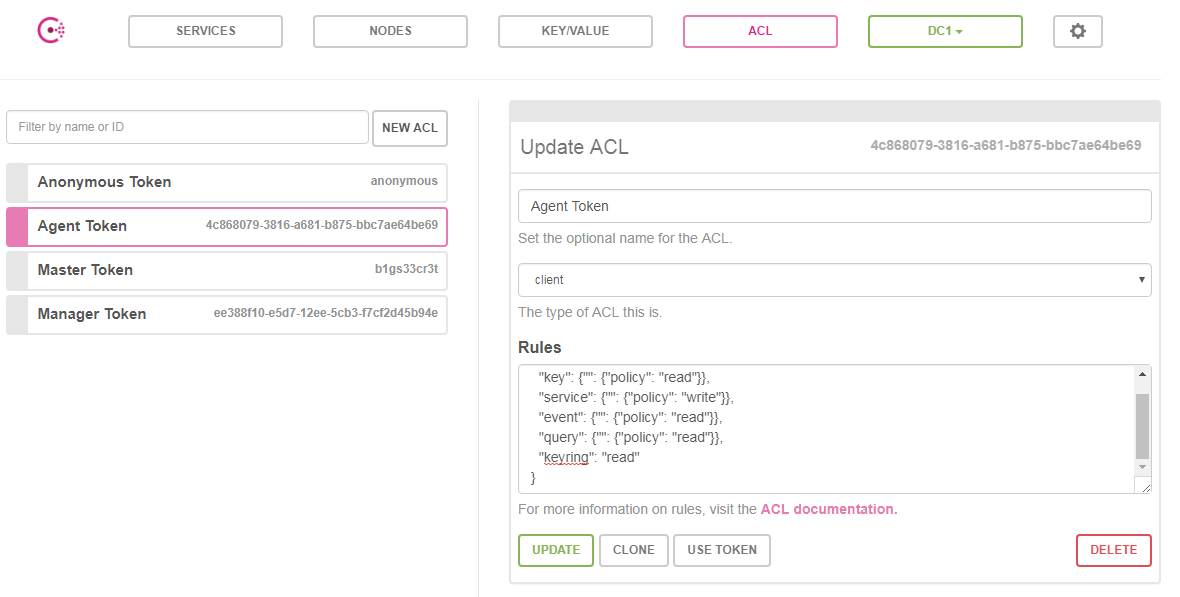 SERVICES NODES KEY/VALUE ACL DC1
Filter by name or ID NEW ACL
Anonymous Token anonymous
Agent Token 4c868079-3816-a681-b875-bbc7ae64be69
Master Token b1gs33cr3t
Manager Token ee388f10-e5d7-12ee-5cb3-f7cf2d45b94e
Update ACL 4c868079-3816-a681-b875-bbc7ae64be69
Agent Token
Set the optional name for the ACL.
client
The type of ACL this is.
Rules
"key": {"": {"policy": "read"}},
"service": {"": {"policy": "write"}},
"event": {"": {"policy": "read"}},
"query": {"": {"policy": "read"}},
"keyring": "read"
}
For more information on rules, visit the ACL documentation.
UPDATE CLONE USE TOKEN DELETE